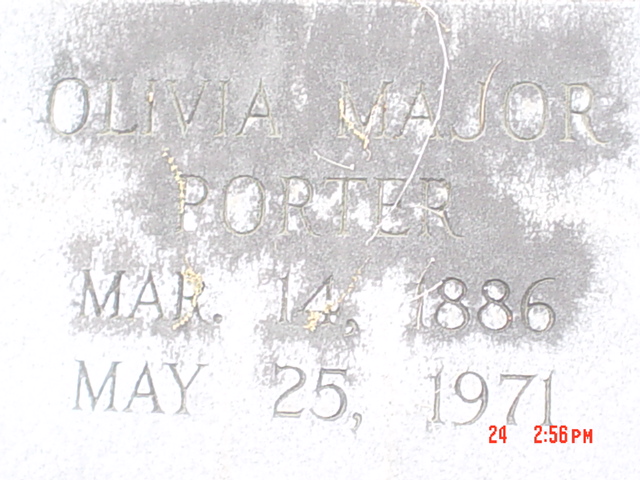 OLIVIA MAJOR
PORTER
MAR. 14, 1886
MAY 25, 1971
24 2:56PM